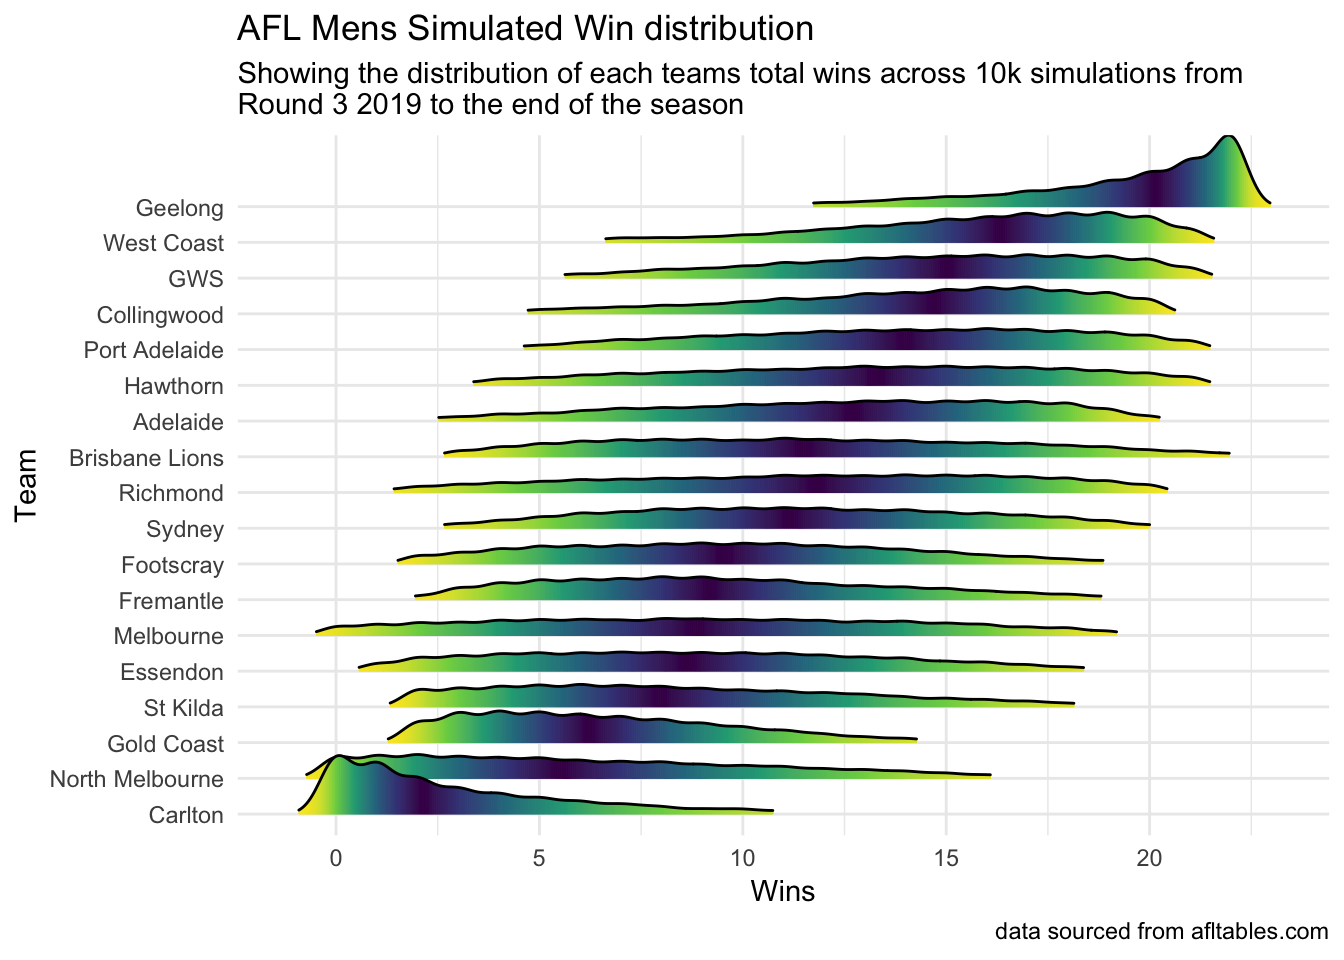 AFL Mens Simulated Win distribution
Showing the distribution of each teams total wins across 10k simulations from
Round 3 2019 to the end of the season
Team
Geelong
West Coast
GWS
Collingwood
Port Adelaide
Hawthorn
Adelaide
Brisbane Lions
Richmond
Sydney
Footscray
Fremantle
Melbourne
Essendon
St Kilda
Gold Coast
North Melbourne
Carlton
0 5 10 15 20
Wins
data sourced from afltables.com